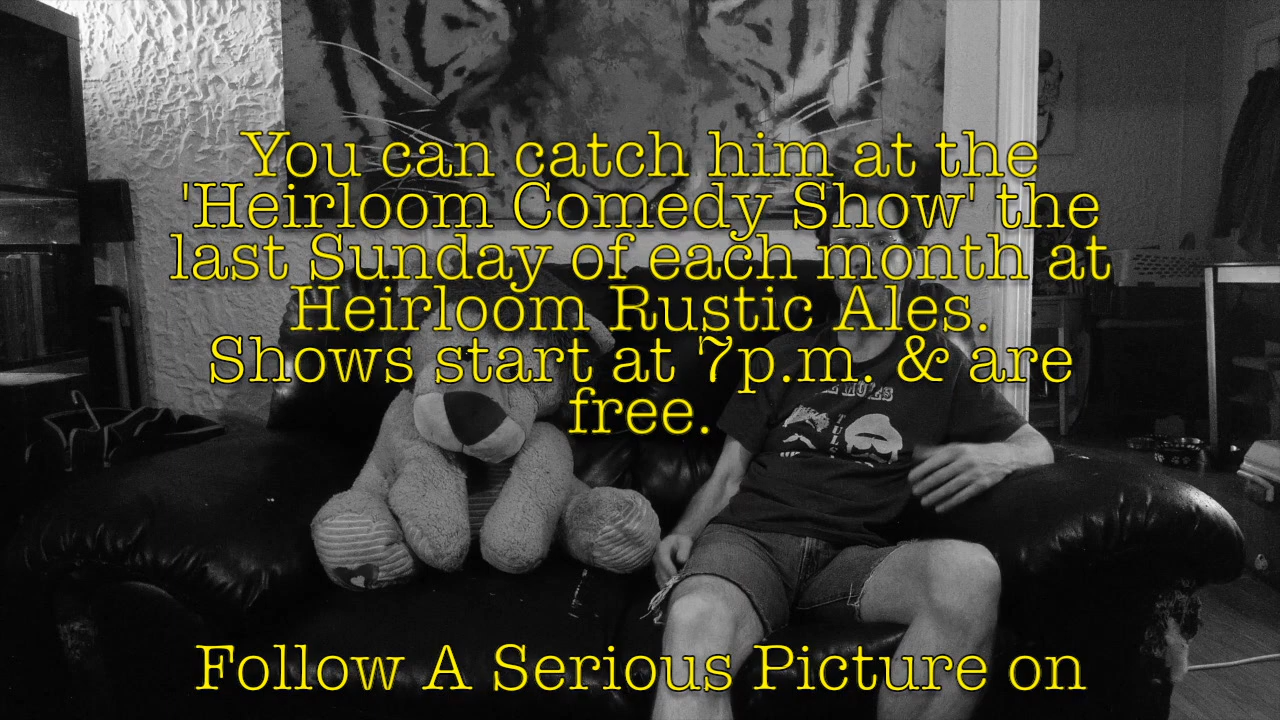 You can catch him at the
'Heirloom Comedy Show' the
last Sunday of each month at
Heirloom Rustic Ales.
Shows start at 7p.m. & are
free.
Follow A Serious Picture on